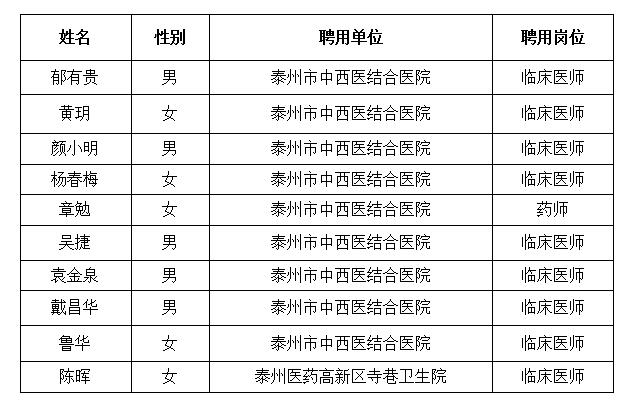 姓名 性别 聘用单位 聘用岗位
郁有贵 男 泰州市中西医结合医院 临床医师
黄玥 女 泰州市中西医结合医院 临床医师
颜小明 男 泰州市中西医结合医院 临床医师
杨春梅 女 泰州市中西医结合医院 临床医师
章勉 女 泰州市中西医结合医院 药师
吴捷 男 泰州市中西医结合医院 临床医师
袁金泉 男 泰州市中西医结合医院 临床医师
戴昌华 男 泰州市中西医结合医院 临床医师
鲁华 女 泰州市中西医结合医院 临床医师
陈晖 女 泰州医药高新区寺巷卫生院 临床医师